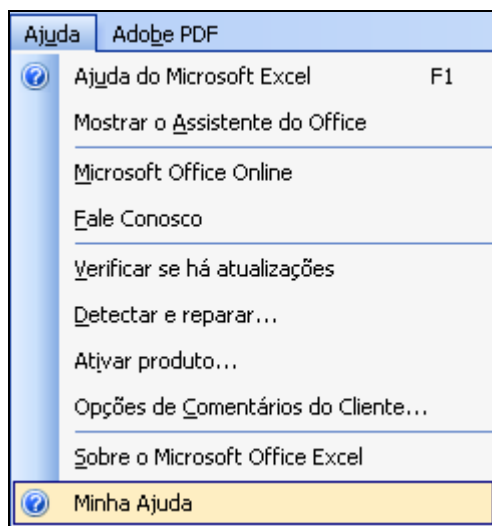 Ajuda Adobe PDF
Ajuda do Microsoft Excel F1
Mostrar o Assistente do Office
Microsoft Office Online
Fale Conosco
Verificar se há atualizações
Detectar e reparar...
Ativar produto...
Opções de Comentários do Cliente...
Sobre o Microsoft Office Excel
Minha Ajuda